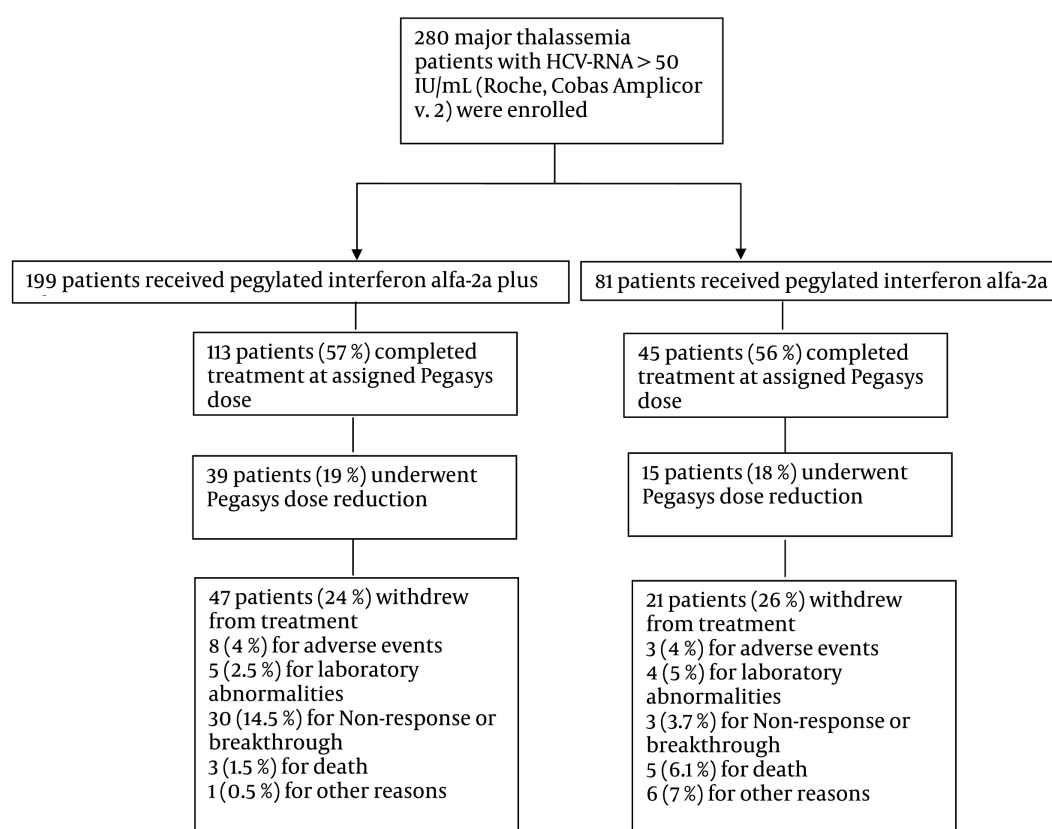 280 major thalassemia
patients with HCV-RNA > 50
IU/mL (Roche, Cobas Amplicor
v. 2) were enrolled
199 patients received pegylated interferon alfa-2a plus
81 patients received pegylated interferon alfa-2a
113 patients (57 %) completed
treatment at assigned Pegasys
dose
45 patients (56 %) completed
treatment at assigned Pegasys
dose
39 patients (19 %) underwent
Pegasys dose reduction
15 patients (18 %) underwent
Pegasys dose reduction
47 patients (24 %) withdrew
from treatment
8 (4 %) for adverse events
5 (2.5 %) for laboratory
abnormalities
30 (14.5 %) for Non-response or
breakthrough
3 (1.5 %) for death
1 (0.5 %) for other reasons
21 patients (26 %) withdrew
from treatment
3 (4 %) for adverse events
4 (5 %) for laboratory
abnormalities
3 (3.7 %) for Non-response or
breakthrough
5 (6.1 %) for death
6 (7 %) for other reasons